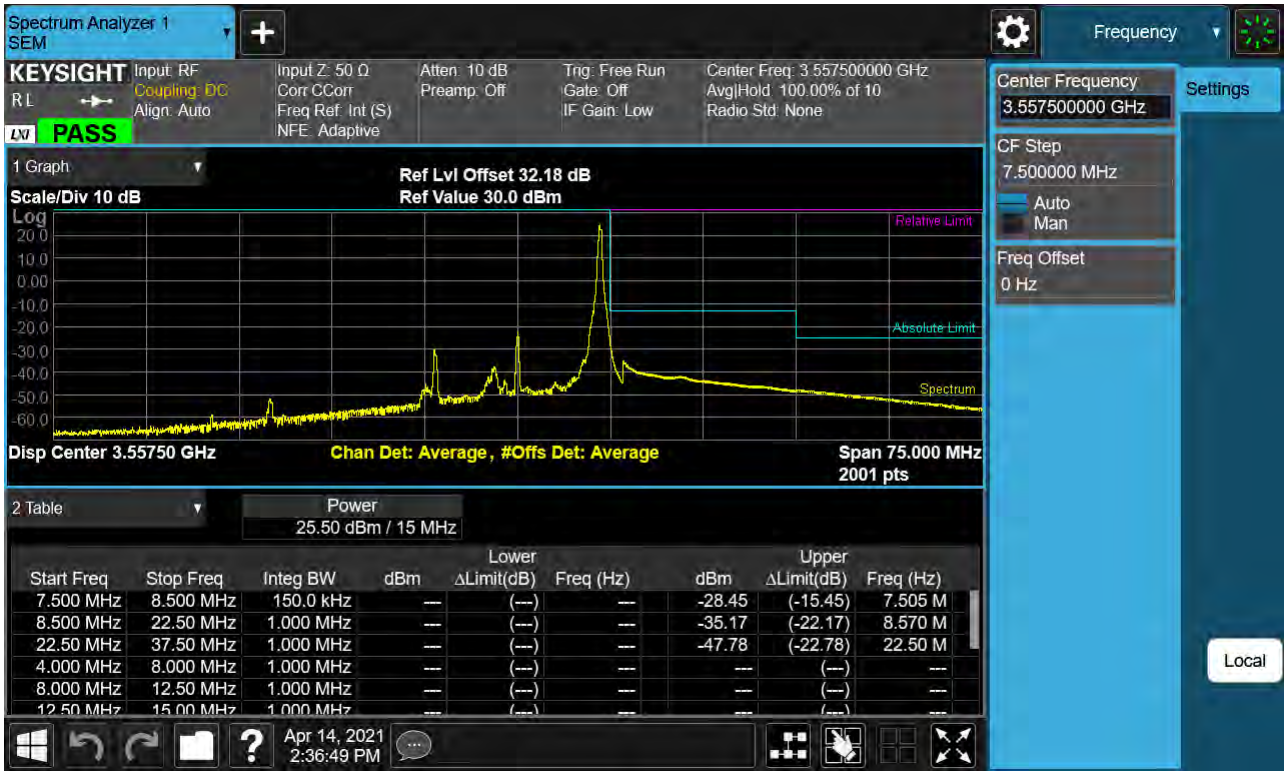 Spectrum Analyzer 1
SEM
Frequency
KEYSIGHT
RL
LXI
PASS
Input: RF
Coupling: DC
Align: Auto
Input Z: 50 Ω
Corr CCorr
Freq Ref: Int (S)
NFE: Adaptive
Atten: 10 dB
Preamp: Off
Trig: Free Run
Gate: Off
IF Gain: Low
Center Freq: 3.557500000 GHz
Avg|Hold: 100.00% of 10
Radio Std: None
Center Frequency
3.557500000 GHz
Settings
CF Step
7.500000 MHz
Auto
Man
Freq Offset
0 Hz
Local
1 Graph
Scale/Div 10 dB
Ref Lvl Offset 32.18 dB
Ref Value 30.0 dBm
Log
20.0
10.0
0.00
-10.0
-20.0
-30.0
-40.0
-50.0
-60.0
Relative Limit
Absolute Limit
Spectrum
Disp Center 3.55750 GHz
Chan Det: Average, #Offs Det: Average
Span 75.000 MHz
2001 pts
2 Table
Power
25.50 dBm / 15 MHz
Lower Upper
Start Freq Stop Freq Integ BW dBm ΔLimit(dB) Freq (Hz) dBm ΔLimit(dB) Freq (Hz)
7.500 MHz 8.500 MHz 150.0 kHz --- (---) --- -28.45 (-15.45) 7.505 M
8.500 MHz 22.50 MHz 1.000 MHz --- (---) --- -35.17 (-22.17) 8.570 M
22.50 MHz 37.50 MHz 1.000 MHz --- (---) --- -47.78 (-22.78) 22.50 M
4.000 MHz 8.000 MHz 1.000 MHz --- (---) --- --- (---) ---
8.000 MHz 12.50 MHz 1.000 MHz --- (---) --- --- (---) ---
12.50 MHz 15.00 MHz 1.000 MHz --- (---) --- --- (---) ---
Apr 14, 2021
2:36:49 PM